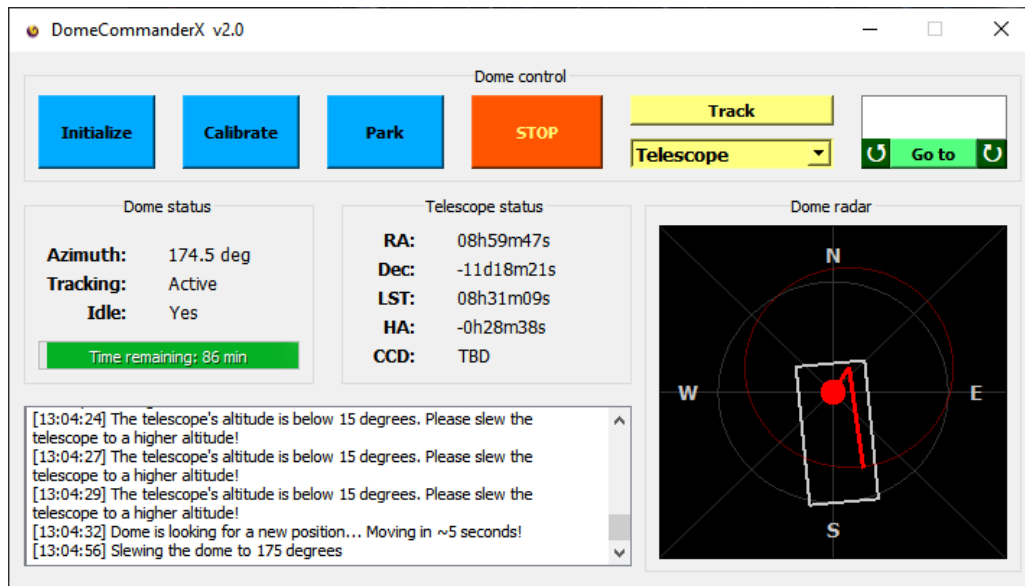 DomeCommanderX v2.0
Dome control
Initialize
Calibrate
Park
STOP
Track
Telescope
Go to
Dome status
Azimuth: 174.5 deg
Tracking: Active
Idle: Yes
Time remaining: 86 min
Telescope status
RA: 08h59m47s
Dec: -11d18m21s
LST: 08h31m09s
HA: -0h28m38s
CCD: TBD
Dome radar
N
W
E
S
[13:04:24] The telescope's altitude is below 15 degrees. Please slew the
telescope to a higher altitude!
[13:04:27] The telescope's altitude is below 15 degrees. Please slew the
telescope to a higher altitude!
[13:04:29] The telescope's altitude is below 15 degrees. Please slew the
telescope to a higher altitude!
[13:04:32] Dome is looking for a new position... Moving in ~5 seconds!
[13:04:56] Slewing the dome to 175 degrees